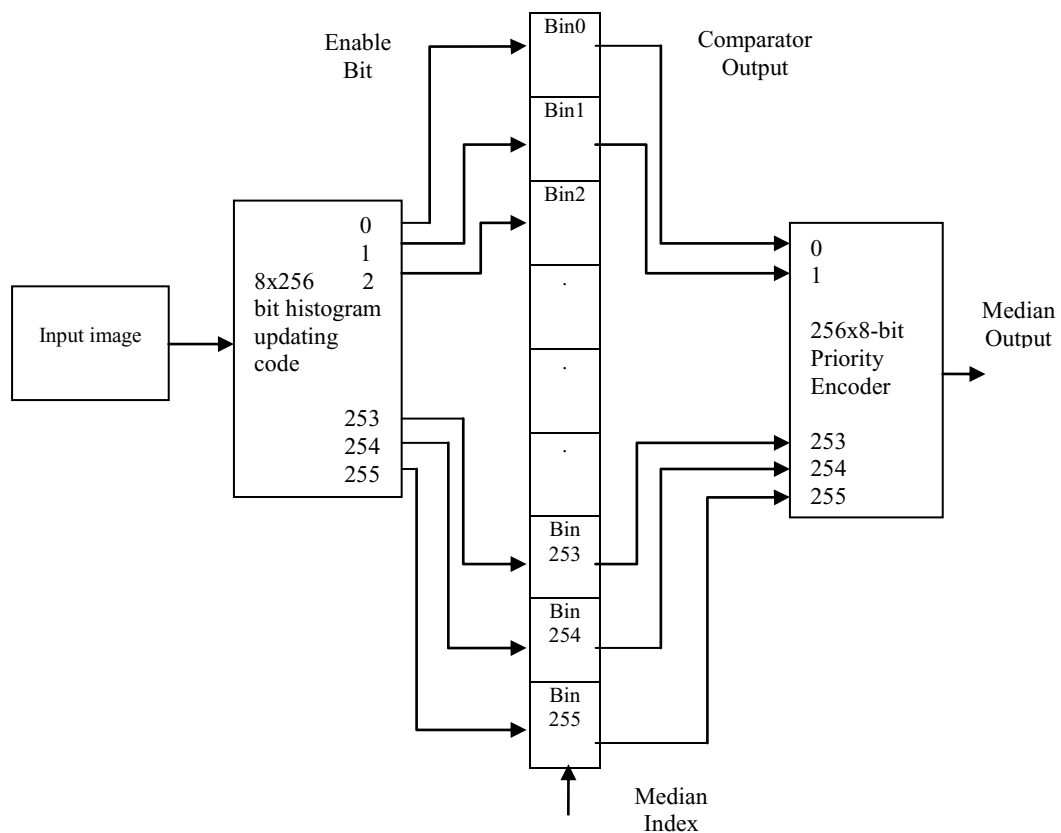 Enable
Bit
Bin0
Comparator
Output
Bin1
Bin2
Input image
0
1
8x256 2
bit histogram
updating
code
253
254
255
.
.
.
0
1
256x8-bit
Priority
Encoder
253
254
255
Median
Output
Bin
253
Bin
254
Bin
255
Median
Index